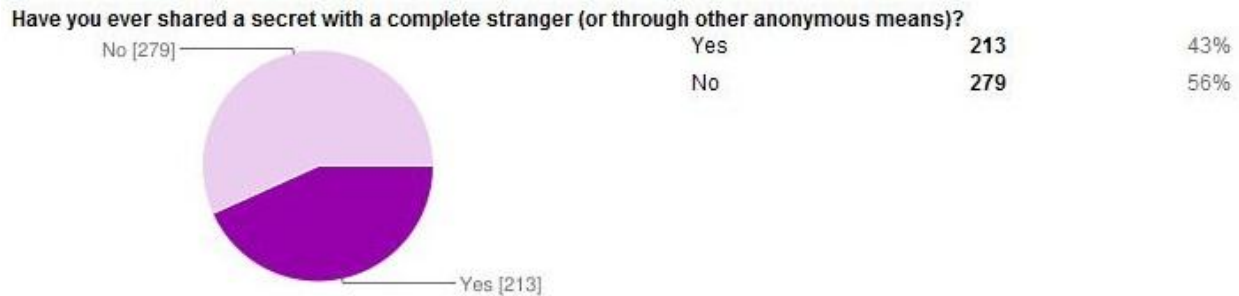 Have you ever shared a secret with a complete stranger (or through other anonymous means)?
No [279]
Yes 213 43%
No 279 56%
Yes [213]